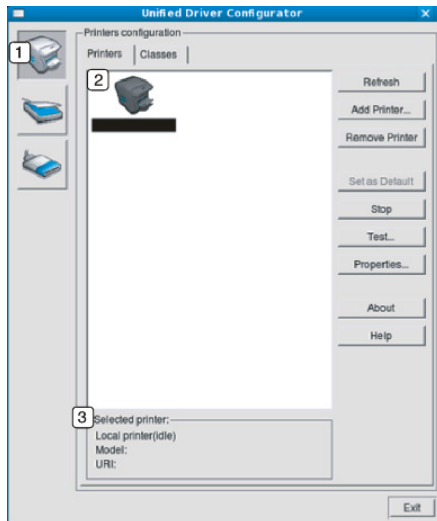 Unified Driver Configurator
Printers configuration
1
Printers
Classes
2
Refresh
Add Printer...
Remove Printer
Set as Default
Stop
Test...
Properties...
About
Help
3
Selected printer:
Local printer(idle)
Model:
URI:
Exit